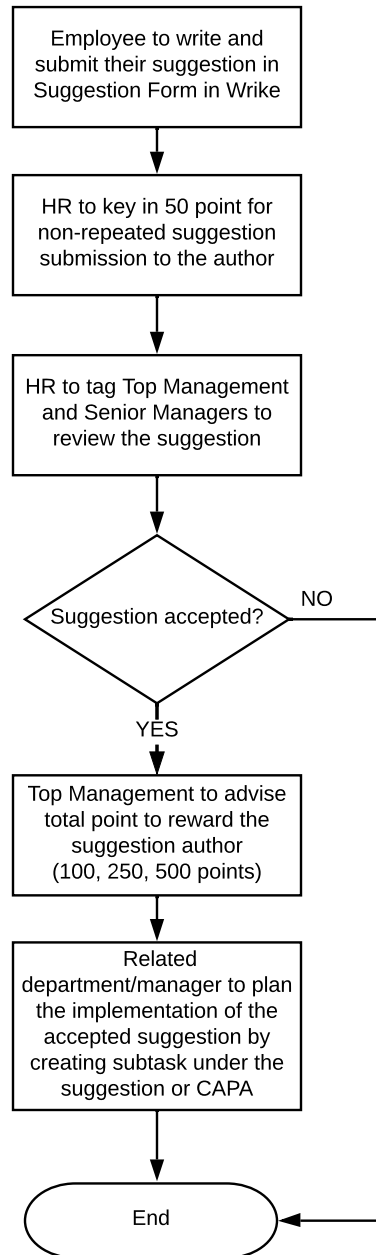 Employee to write and
submit their suggestion in
Suggestion Form in Wrike
HR to key in 50 point for
non-repeated suggestion
submission to the author
HR to tag Top Management
and Senior Managers to
review the suggestion
Suggestion accepted?
NO
YES
Top Management to advise
total point to reward the
suggestion author
(100, 250, 500 points)
Related
department/manager to plan
the implementation of the
accepted suggestion by
creating subtask under the
suggestion or CAPA
End